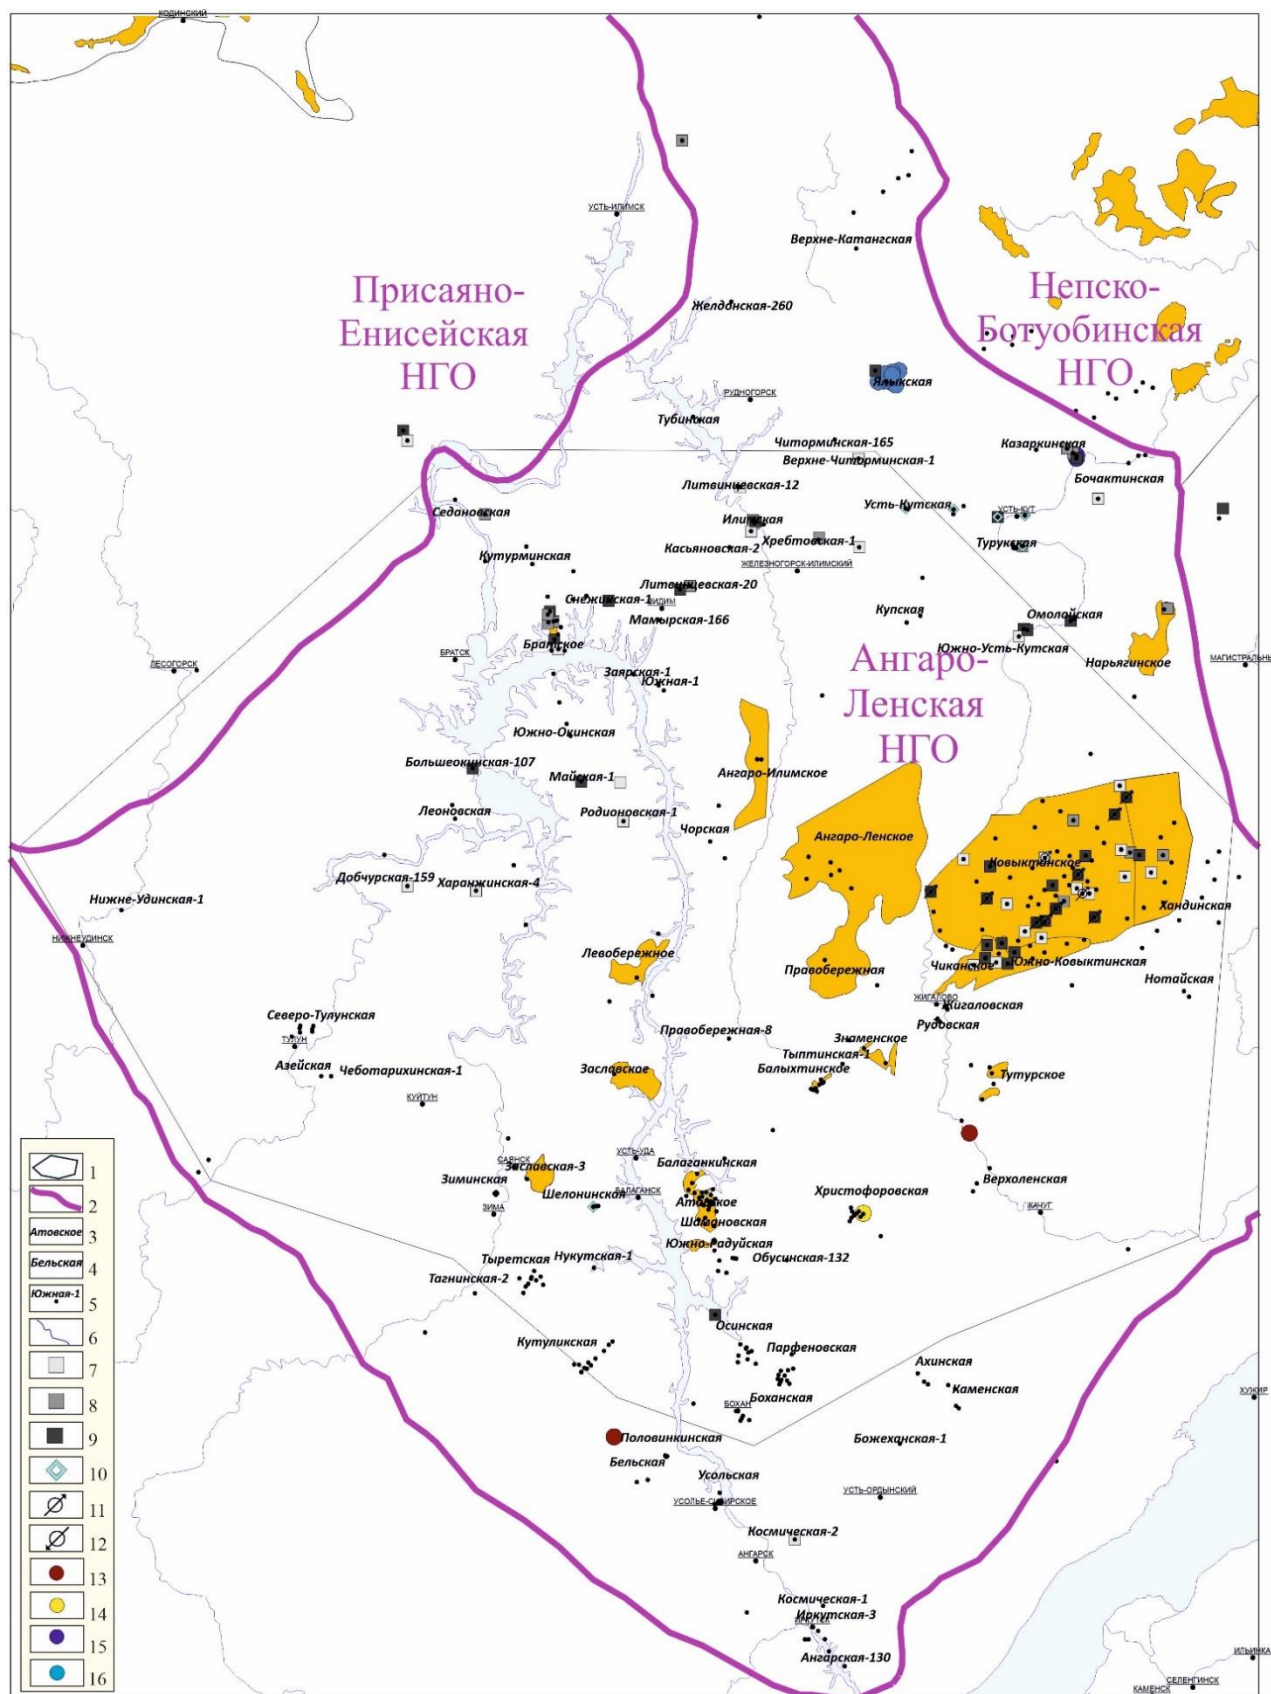 КОДИНСКИЙ
УСТЬ-ИЛИМСК
Верхне-Катангская
Присаяно-
Енисейская
НГО
Непско-
Ботуобинская
НГО
Желдонская-260
Ялыкская
РУДНОГОРСК
Тубинская
Читорминская-165
Верхне-Читорминская-1
Казаркинская
Бочактинская
Литвинцевская-12
Седановская
Илимская
Усть-Кутская
УСТЬ-КУТ
Хребтовская-1
Турукская
Касьяновская-2
Кутурминская
ЖЕЛЕЗНОГОРСК-ИЛИМСКИЙ
Литвинцевская-20
Снежинская-1
ВИДИМ
Мамырская-166
Купская
Омолойская
Южно-Усть-Кутская
Братское
БРАТСК
ЛЕСОГОРСК
Заярская-1
Южная-1
Нарьягинское
МАГИСТРАЛЬНЫ
Ангаро-
Ленская
НГО
Южно-Окинская
Большеокинская-107
Майская-1
Ангаро-Илимское
Леоновская
Родионовская-1
Чорская
Ангаро-Ленское
Ковыктинское
Добчурская-159
Харанжинская-4
Нижне-Удинская-1
Хандинская
НИЖНЕУДИНСК
Левобережное
Правобережная
Чиканское
Южно-Ковыктинская
Нотайская
ЖИГАЛОВО
Жигаловская
Рудовская
Северо-Тулунская
ТУЛУН
Правобережная-8
Знаменское
Тыптинская-1
Балыхтинское
Азейская
Чеботарихинская-1
Заславское
Тутурское
КУЙТУН
УСТЬ-УДА
САЯНСК
Заславская-3
Балаганкинская
Зиминская
Шелонинская
БАЛАГАНСК
Атовское
Христофоровская
Верхоленская
ЗИМА
Шамановская
КАЧУГ
Южно-Радуйская
Тыретская
Нукутская-1
Обусинская-132
Тагнинская-2
Осинская
Кутуликская
Парфеновская
Ахинская
Каменская
Боханская
БОХАН
ХУЖИР
Половинкинская
Божеханская-1
Бельская
Усольская
УСОЛЬЕ-СИБИРСКОЕ
УСТЬ-ОРДЫНСКИЙ
Космическая-2
АНГАРСК
Космическая-1
Иркутская-3
ИРКУТСК
Ангарская-130
ИЛЬИНКА
СЕЛЕНГИНСК
КАМЕНСК
1
2
Атовское 3
Бельская 4
Южная-1 5
6
7
8
9
10
11
12
13
14
15
16